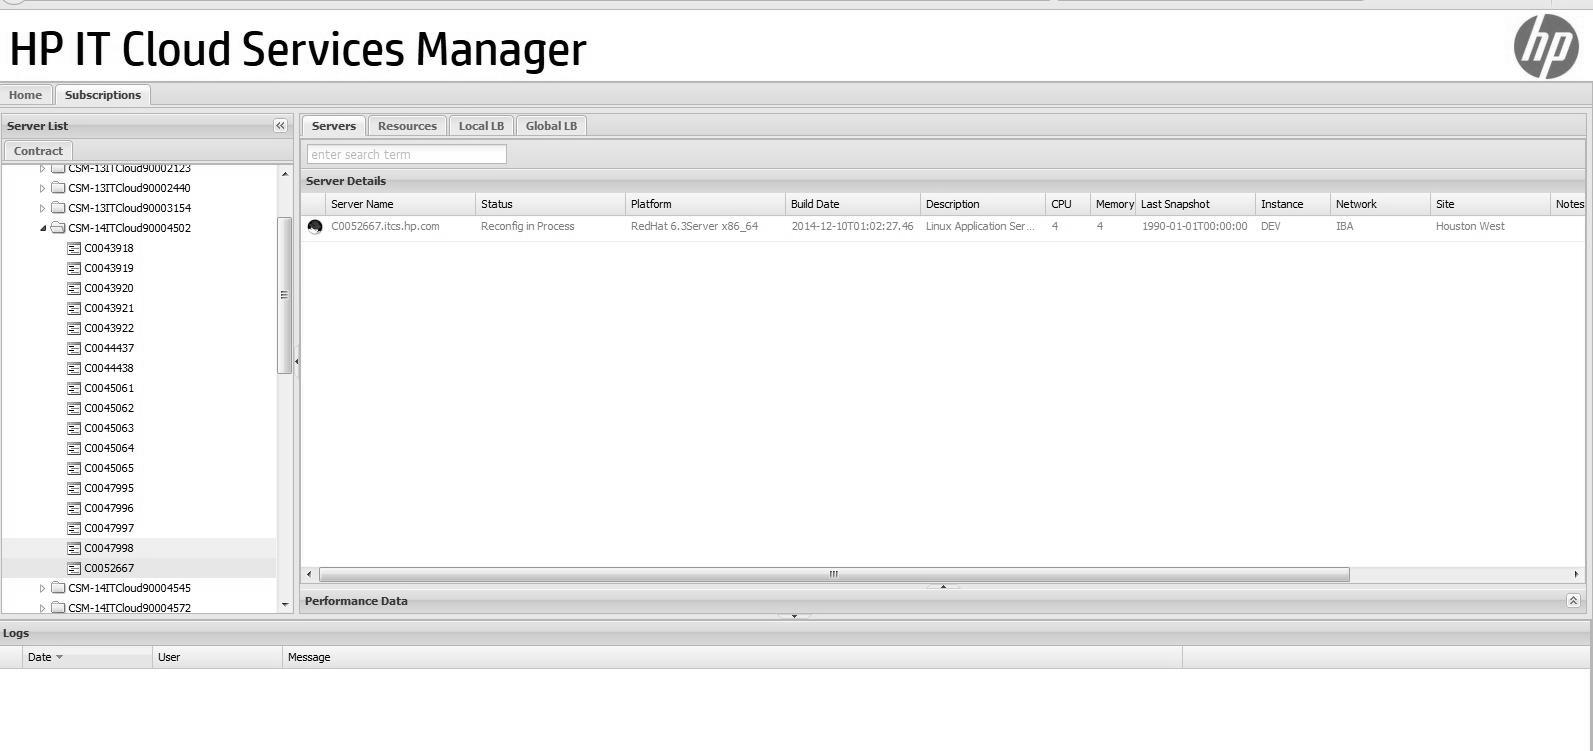 HP IT Cloud Services Manager
hp
Home Subscriptions
Server List
Contract
CSM-13ITCloud90002123
CSM-13ITCloud90002440
CSM-13ITCloud90003154
CSM-14ITCloud90004502
C0043918
C0043919
C0043920
C0043921
C0043922
C0044437
C0044438
C0045061
C0045062
C0045063
C0045064
C0045065
C0047995
C0047996
C0047997
C0047998
C0052667
CSM-14ITCloud90004545
CSM-14ITCloud90004572
Servers Resources Local LB Global LB
enter search term
Server Details
Server Name Status Platform Build Date Description CPU Memory Last Snapshot Instance Network Site Notes
C0052667.itcs.hp.com Reconfig in Process RedHat 6.3Server x86_64 2014-12-10T01:02:27.46 Linux Application Ser... 4 4 1990-01-01T00:00:00 DEV IBA Houston West
Performance Data
Logs
Date User Message